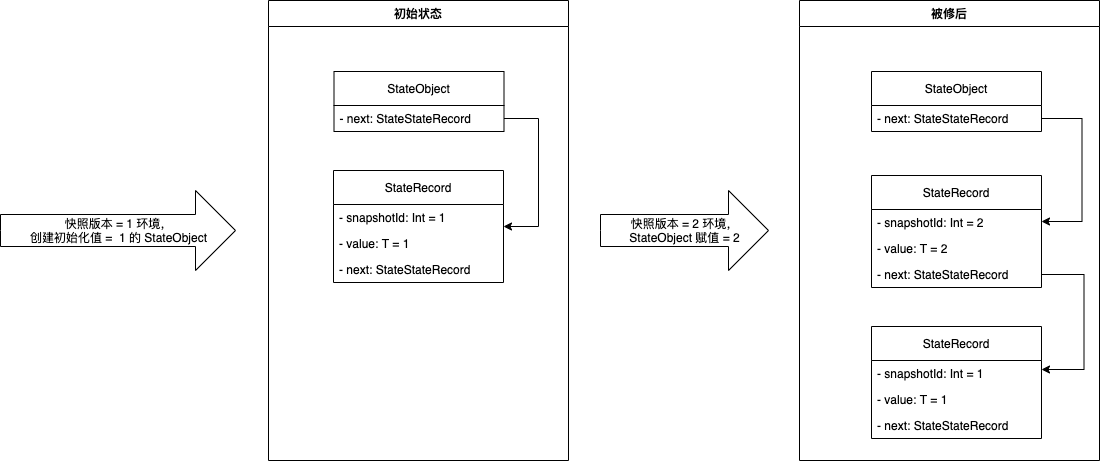 快照版本 = 1 环境，
创建初始化值 = 1 的 StateObject
初始状态
StateObject
- next: StateStateRecord
StateRecord
- snapshotId: Int = 1
- value: T = 1
- next: StateStateRecord
快照版本 = 2 环境，
StateObject 赋值 = 2
被修后
StateObject
- next: StateStateRecord
StateRecord
- snapshotId: Int = 2
- value: T = 2
- next: StateStateRecord
StateRecord
- snapshotId: Int = 1
- value: T = 1
- next: StateStateRecord